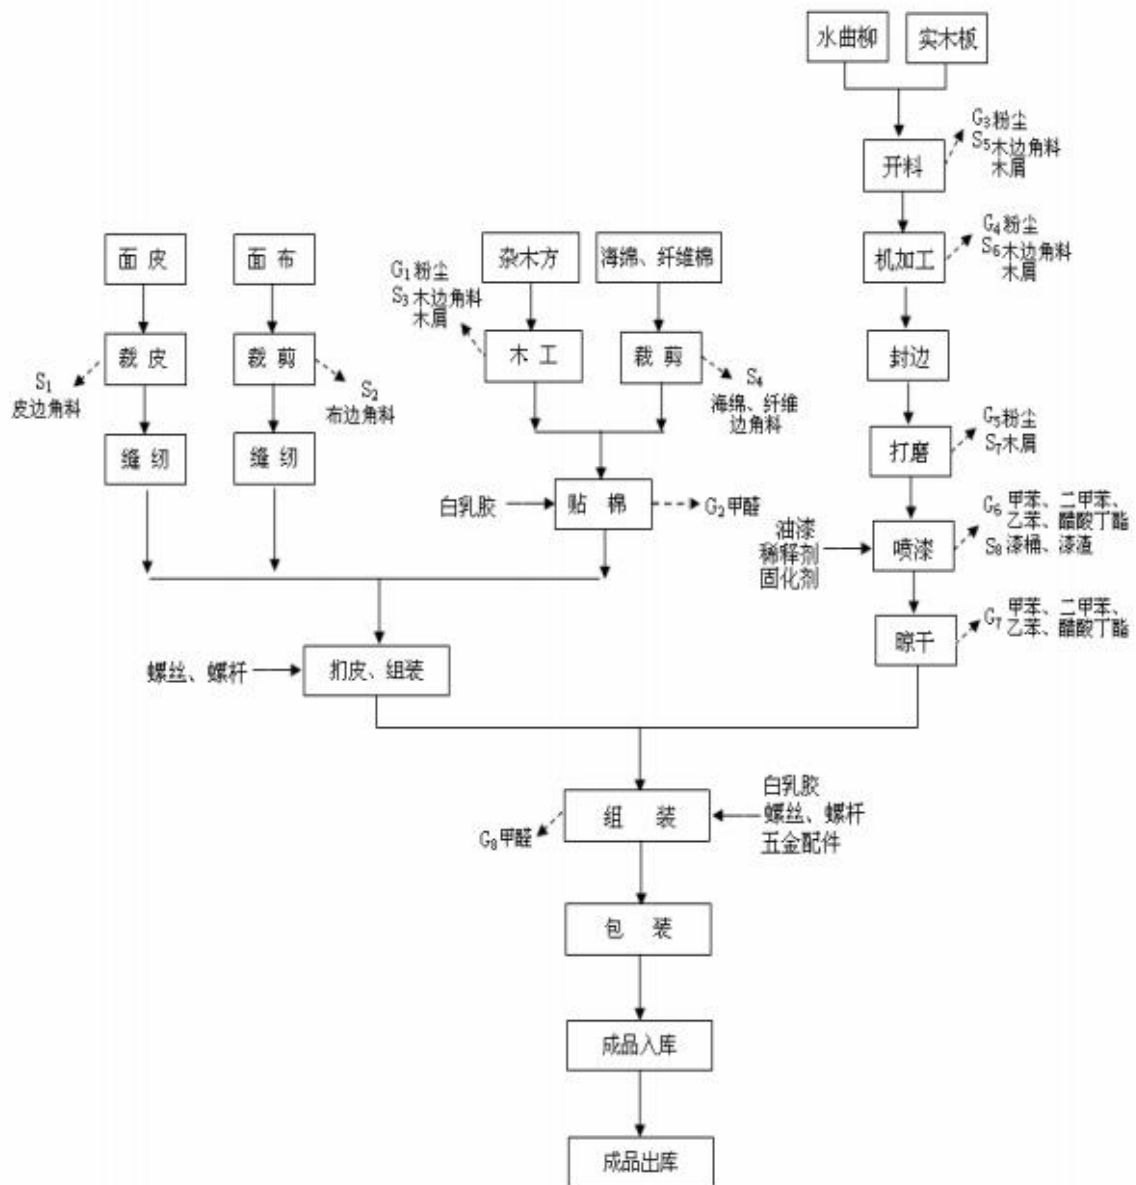 水曲柳
实木板
G3粉尘
S5木边角料
木屑
开料
G4粉尘
S6木边角料
木屑
机加工
面皮
面布
杂木方
海绵、纤维棉
G1粉尘
S3木边角料
木屑
裁皮
裁剪
木工
裁剪
封边
S1
皮边角料
S2
布边角料
S4
海绵、纤维
边角料
缝纫
缝纫
G5粉尘
S7木屑
打磨
白乳胶
贴棉
G2甲醛
油漆
稀释剂
固化剂
喷漆
G6甲苯、二甲苯、
乙苯、醋酸丁酯
S8漆桶、漆渣
G7甲苯、二甲苯、
乙苯、醋酸丁酯
晾干
螺丝、螺杆
扪皮、组装
组装
白乳胶
螺丝、螺杆
五金配件
G8甲醛
包装
成品入库
成品出库